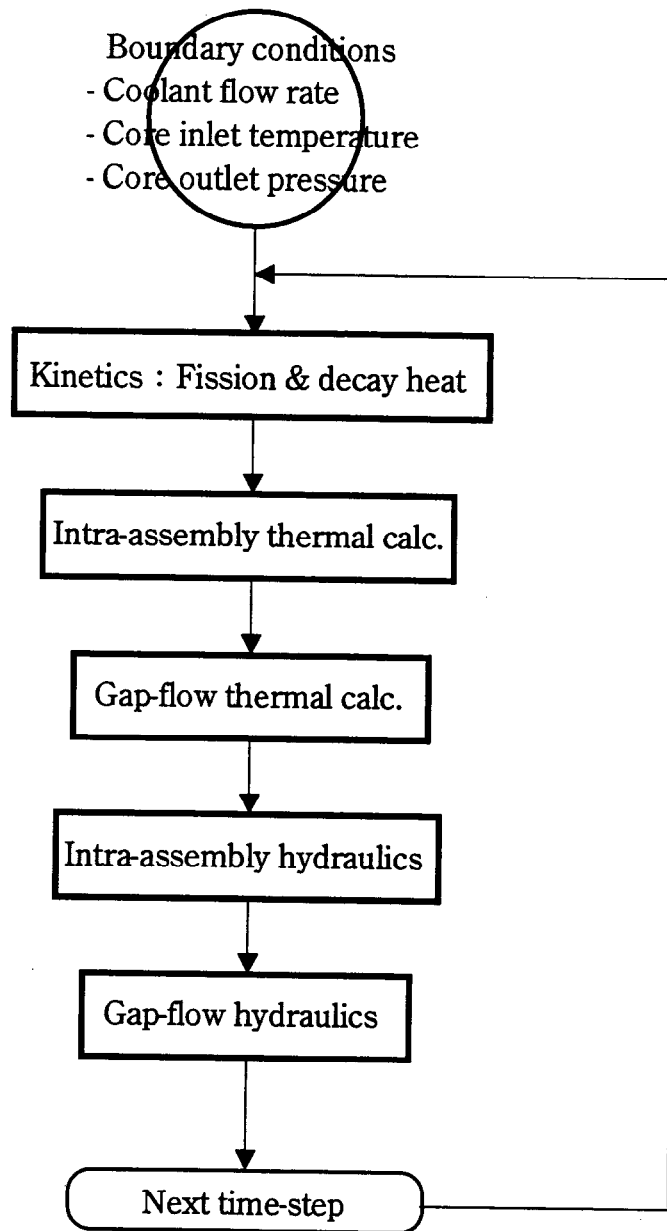 Boundary conditions
- Coolant flow rate
- Core inlet temperature
- Core outlet pressure
Kinetics : Fission & decay heat
Intra-assembly thermal calc.
Gap-flow thermal calc.
Intra-assembly hydraulics
Gap-flow hydraulics
Next time-step